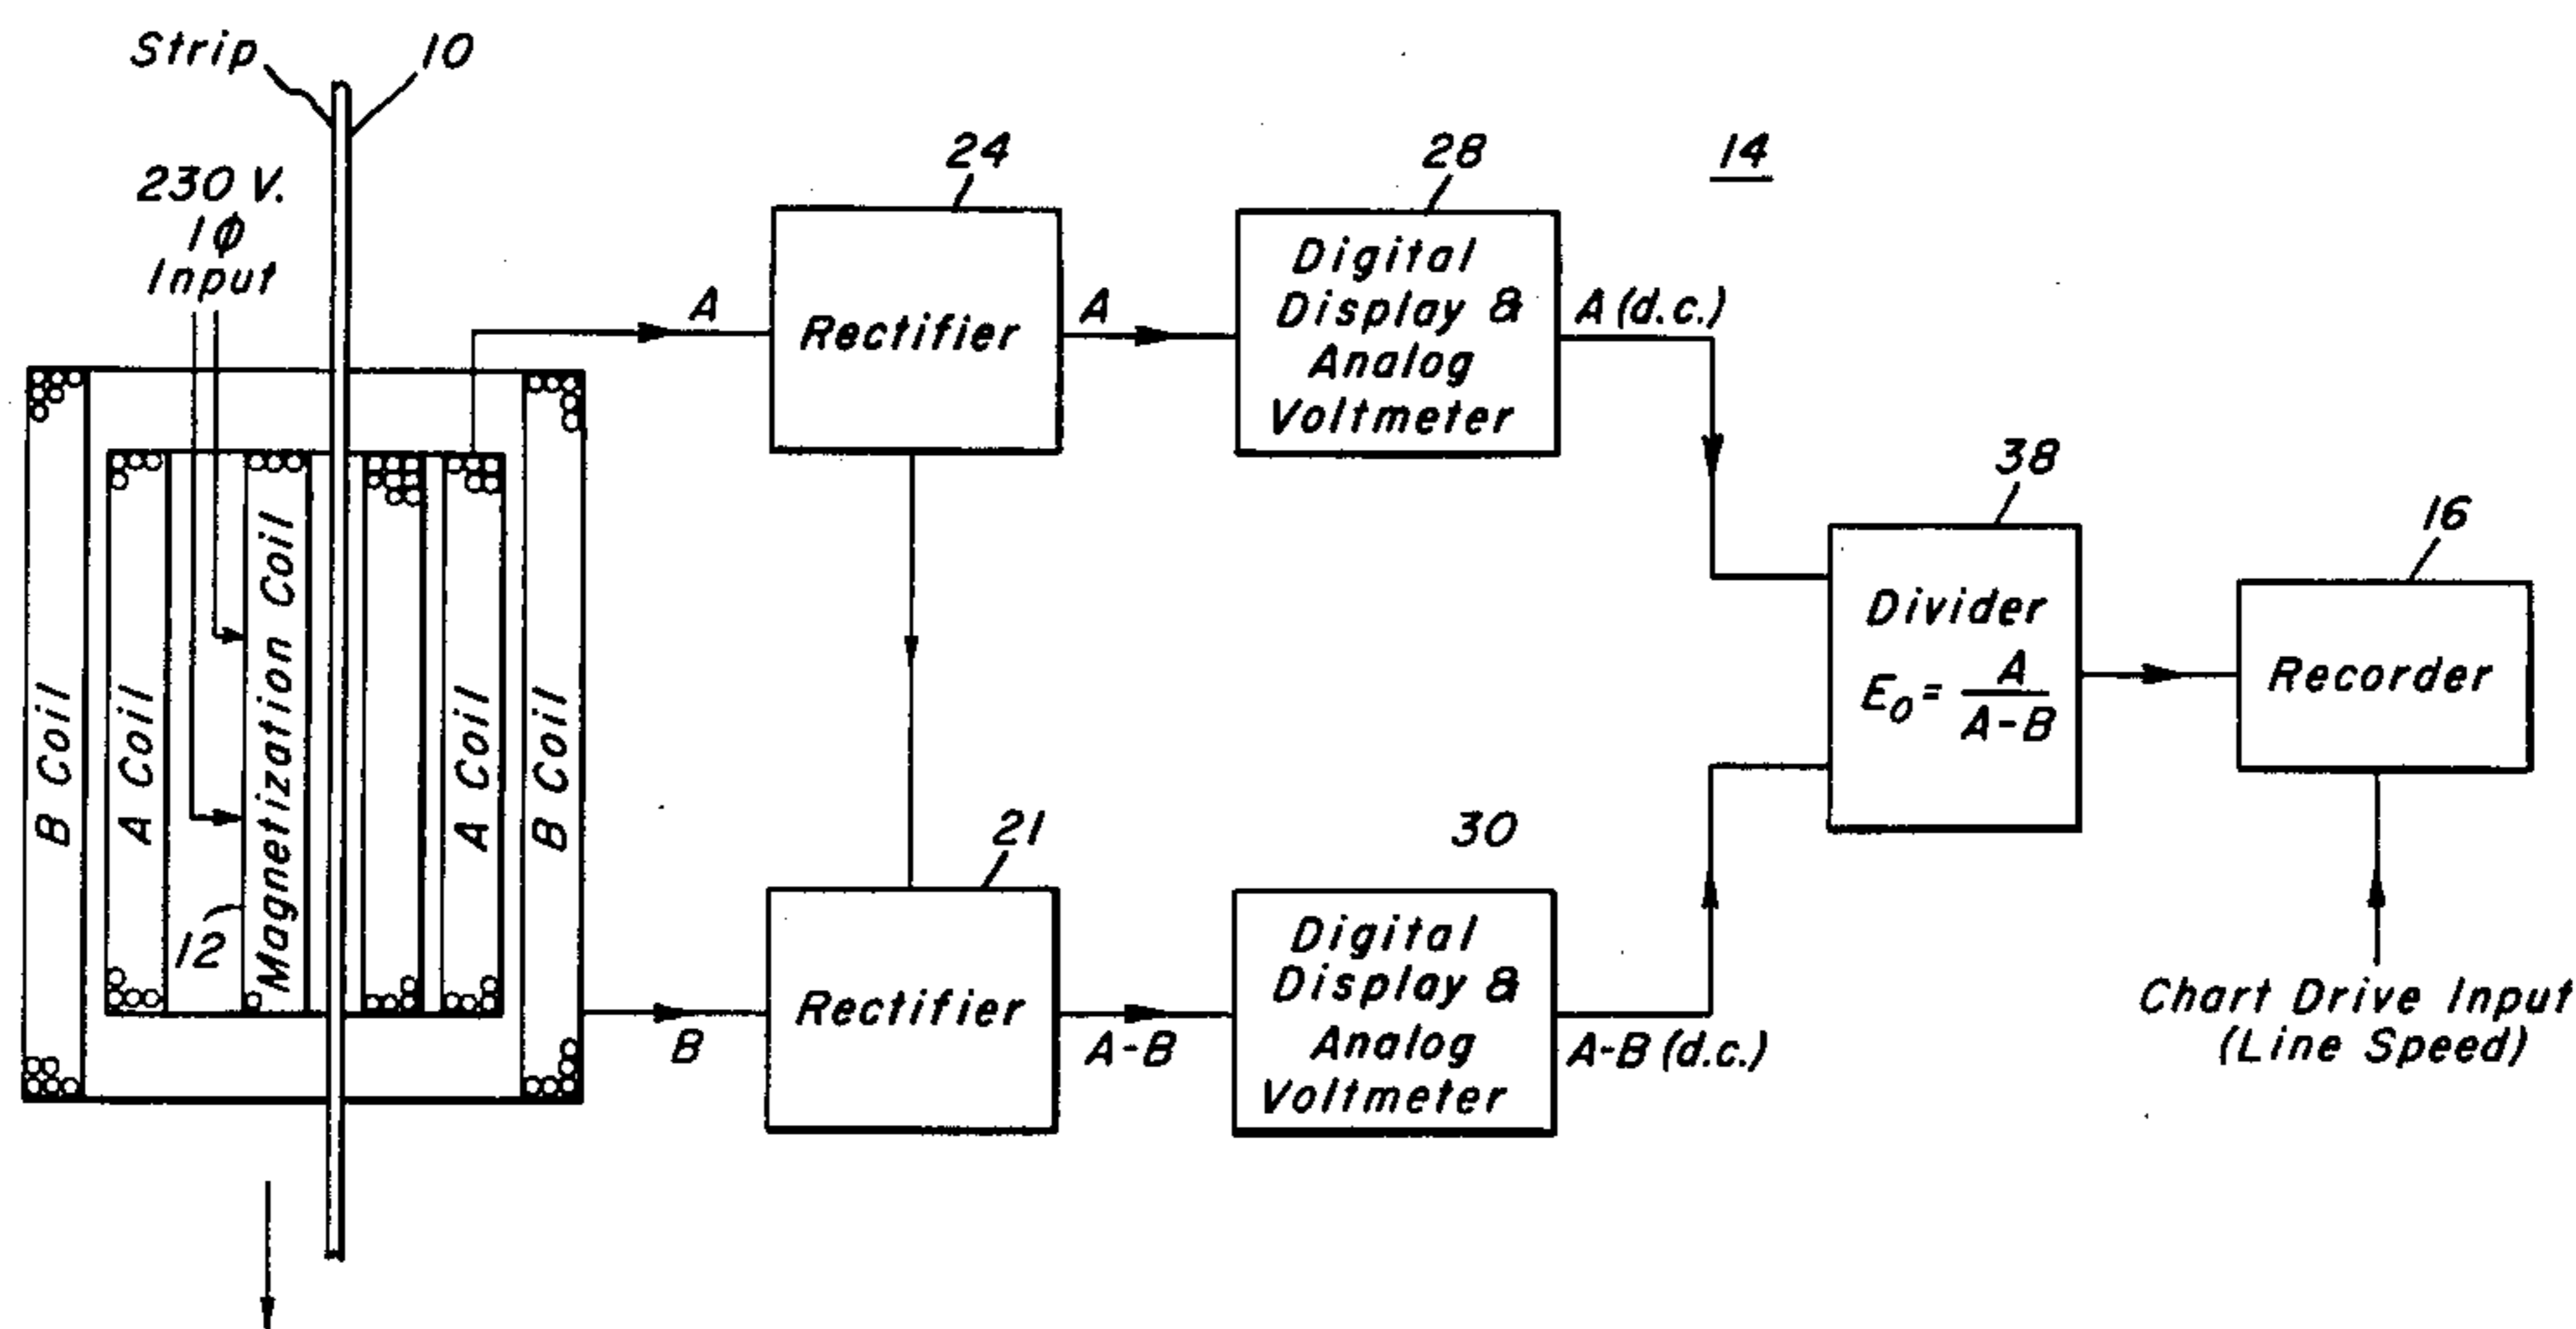 Strip
10
230 V.
1ϕ
Input
24
28
14
A
Rectifier
A
Digital
Display &
Analog
Voltmeter
A (d.c.)
38
Divider
E₀ = A
A-B
16
Recorder
B Coil
A Coil
Magnetization Coil
A Coil
B Coil
12
21
30
B
Rectifier
A-B
Digital
Display &
Analog
Voltmeter
A-B (d.c.)
Chart Drive Input
(Line Speed)